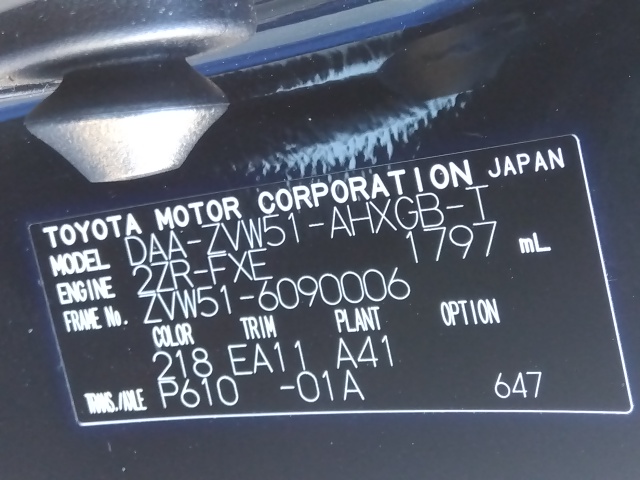 TOYOTA MOTOR CORPORATION JAPAN
MODEL DAA-ZVW51-AHXGB-T
ENGINE 2ZR-FXE 1797 mL
FRAME No. ZVW51-6090006
COLOR TRIM PLANT OPTION
218 EA11 A41
TRANS./AXLE P610 -01A 647